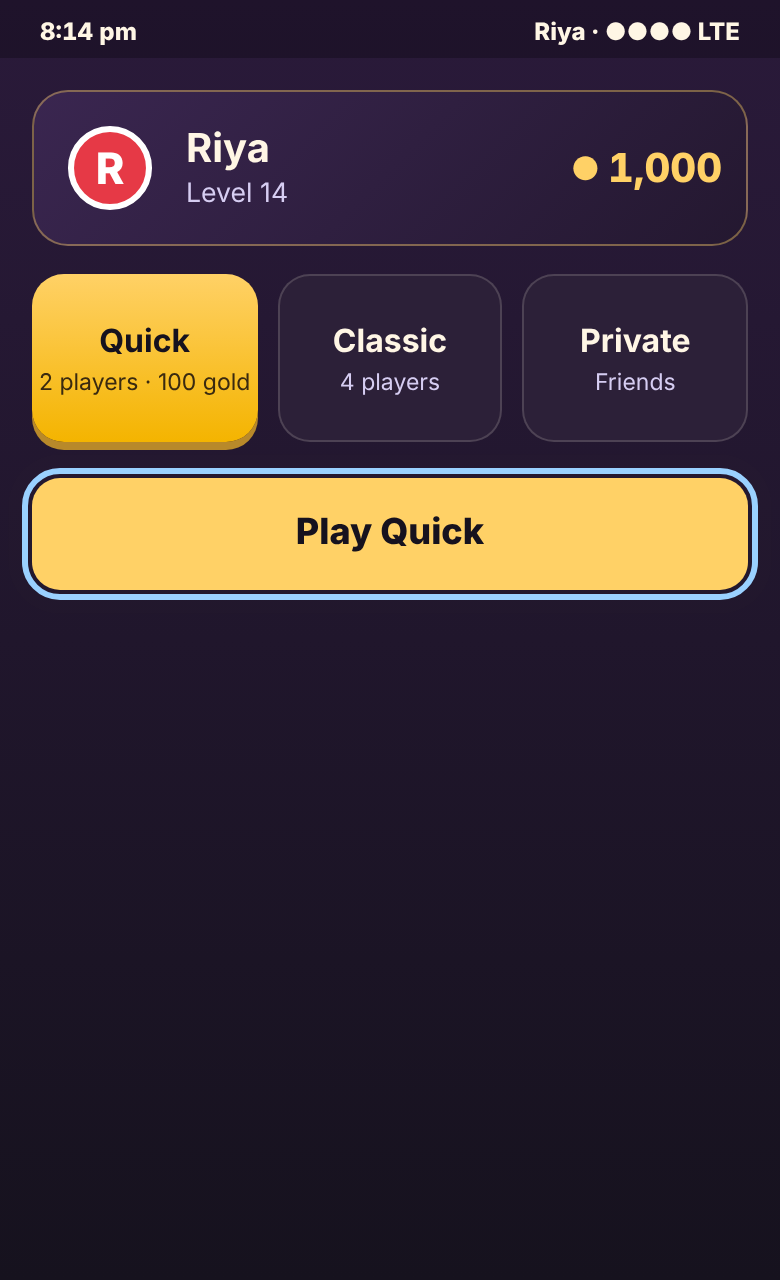 8:14 pm
Riya · ●●●● LTE
R
Riya
Level 14
1,000
Quick
2 players · 100 gold
Classic
4 players
Private
Friends
Play Quick